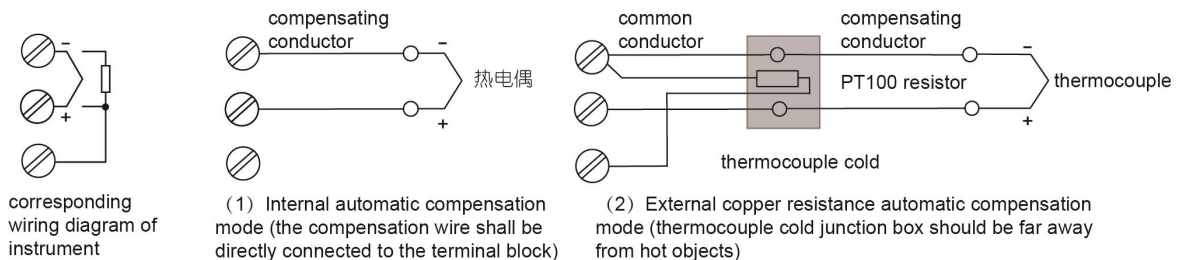 −
+
corresponding
wiring diagram of
instrument
compensating
conductor
−
热电偶
+
（1）Internal automatic compensation
mode (the compensation wire shall be
directly connected to the terminal block)
common
conductor
compensating
conductor
−
PT100 resistor
thermocouple
+
thermocouple cold
（2）External copper resistance automatic compensation
mode (thermocouple cold junction box should be far away
from hot objects)